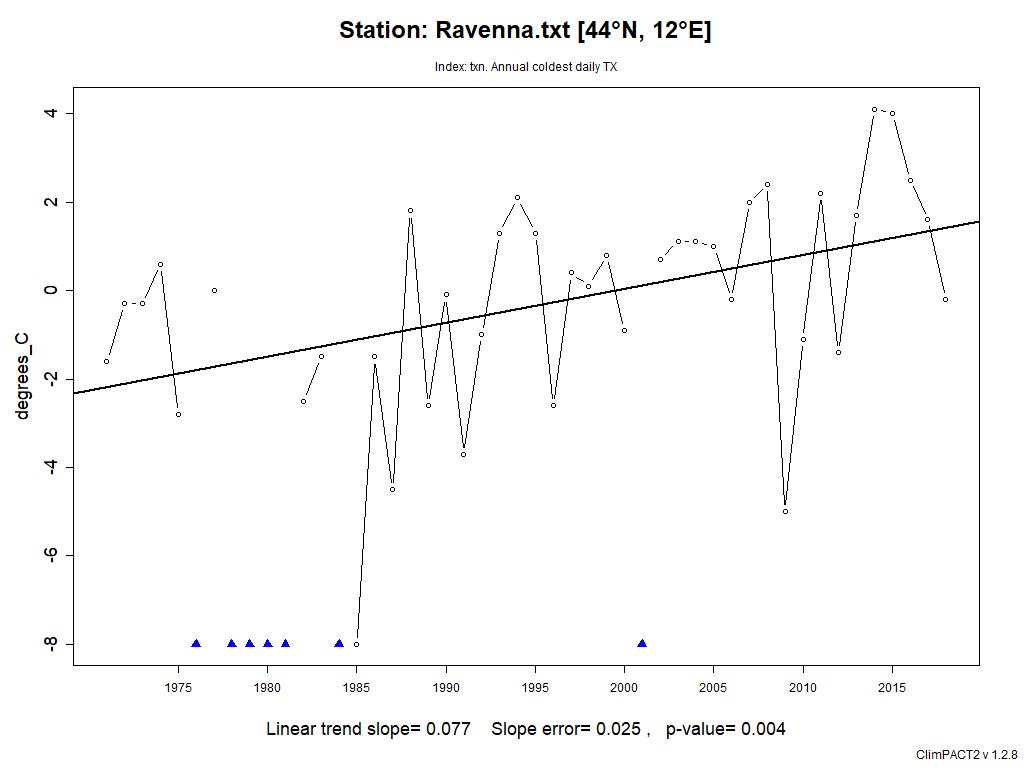 Station: Ravenna.txt [44°N, 12°E]
Index: txn. Annual coldest daily TX
degrees_C
4
2
0
-2
-4
-6
-8
1975 1980 1985 1990 1995 2000 2005 2010 2015
Linear trend slope= 0.077 Slope error= 0.025 , p-value= 0.004
ClimPACT2 v 1.2.8